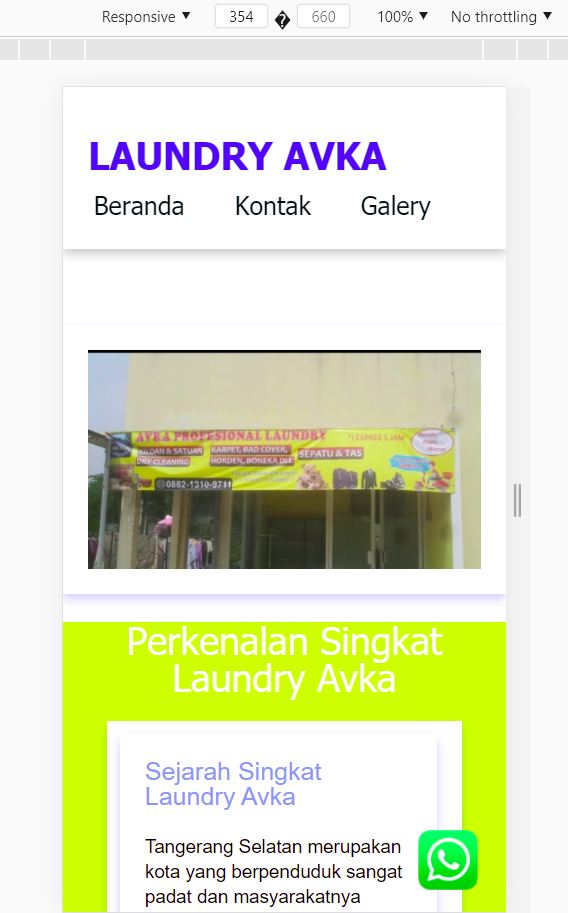 Responsive ▼ 354 � 660 100% ▼ No throttling ▼
LAUNDRY AVKA
Beranda Kontak Galery
AVKA PROFESIONAL LAUNDRY *) EXPRES 5 JAM
KILOAN & SATUAN
DRY CLEANING
KARPET, BAD COVER,
HORDEN, BONEKA DLL
SEPATU & TAS
0882-1310-9711
Perkenalan Singkat
Laundry Avka
Sejarah Singkat
Laundry Avka
Tangerang Selatan merupakan
kota yang berpenduduk sangat
padat dan masyarakatnya